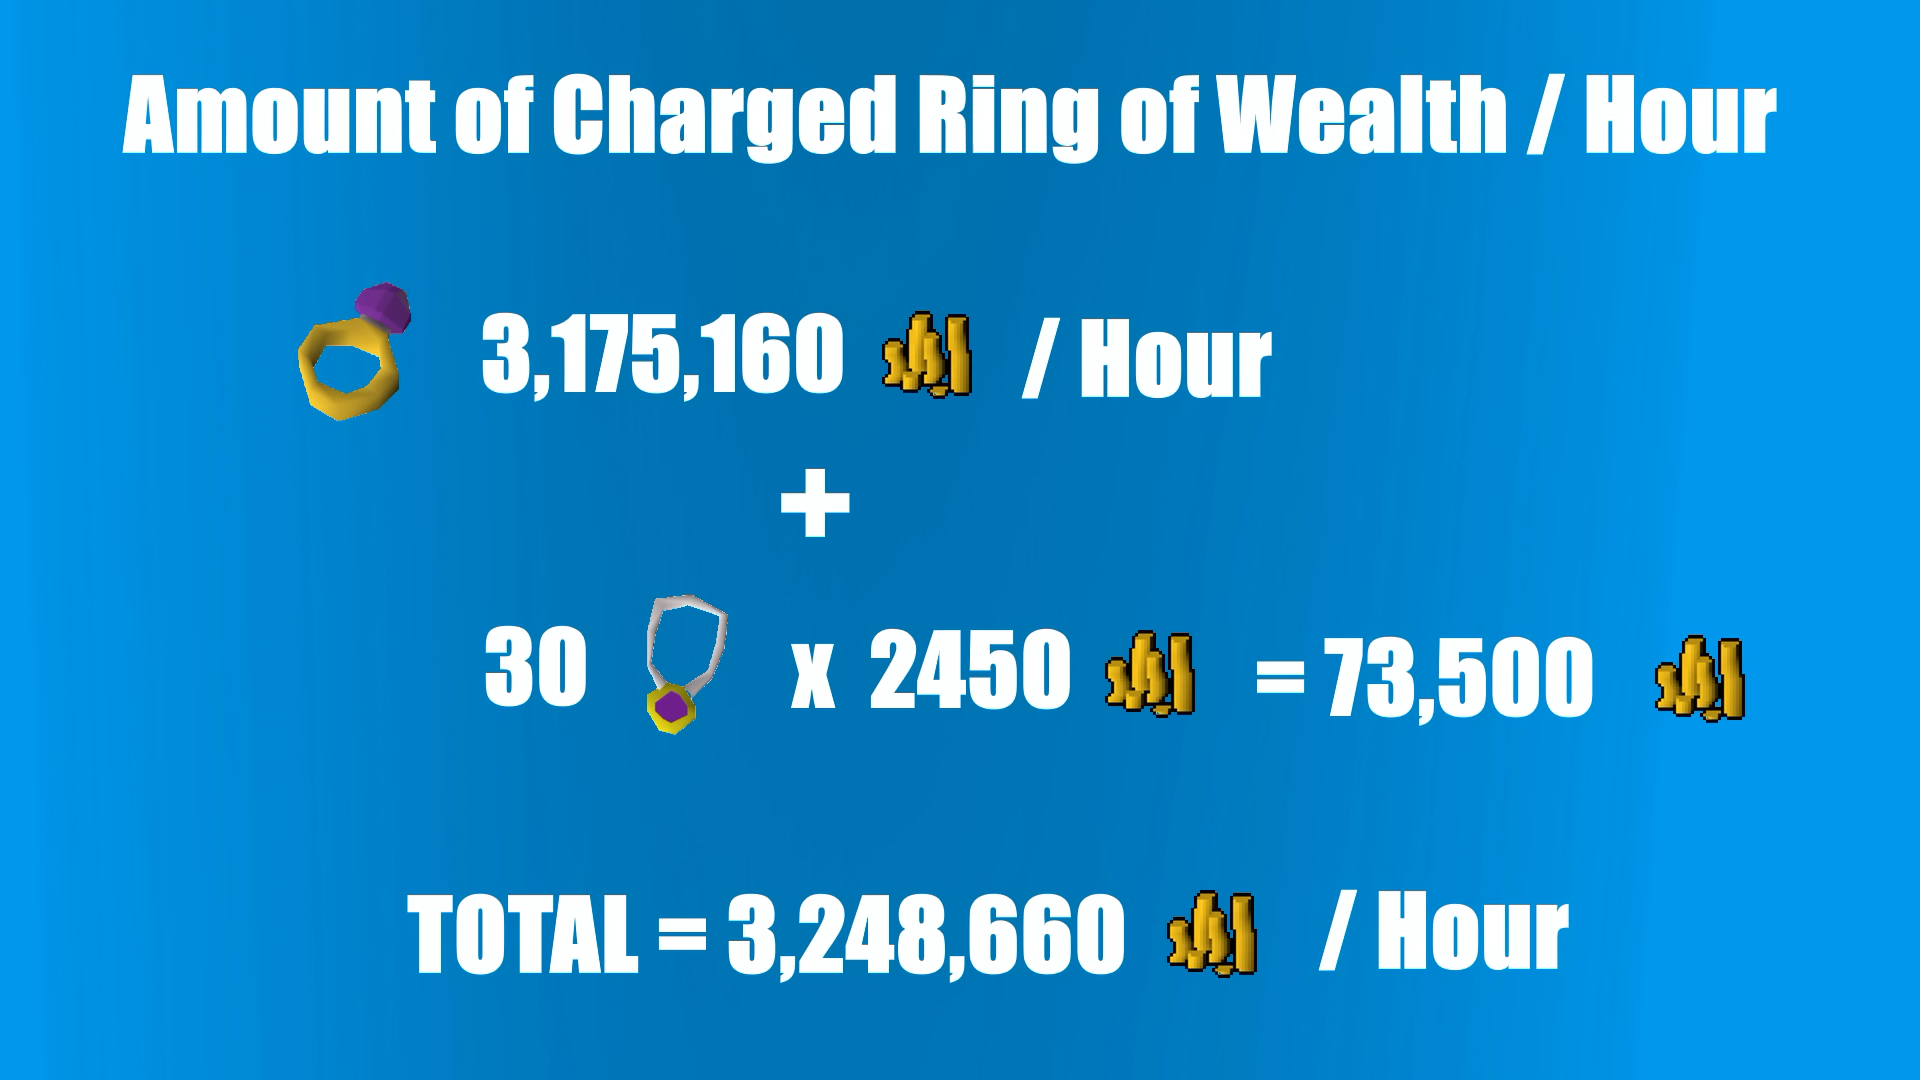 Amount of Charged Ring of Wealth / Hour
3,175,160 / Hour
+
30 x 2450 = 73,500
TOTAL = 3,248,660 / Hour